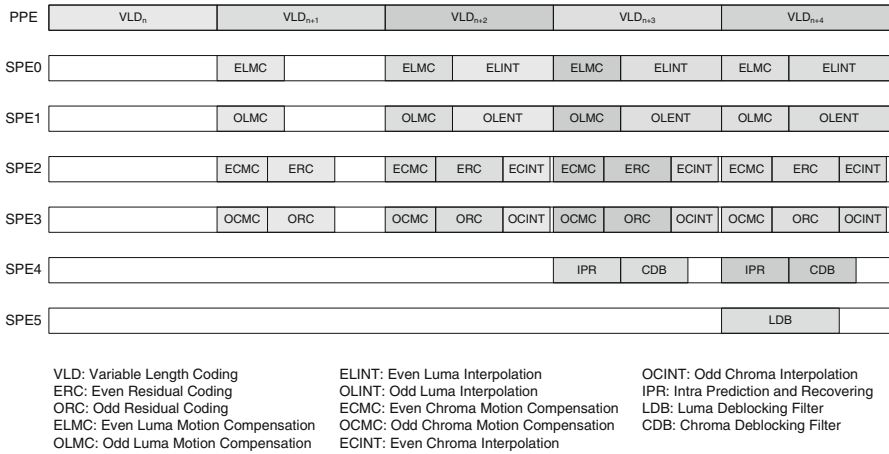 PPE VLDn VLDn+1 VLDn+2 VLDn+3 VLDn+4
SPE0 ELMC ELMC ELINT ELMC ELINT ELMC ELINT
SPE1 OLMC OLMC OLENT OLMC OLENT OLMC OLENT
SPE2 ECMC ERC ECMC ERC ECINT ECMC ERC ECINT ECMC ERC ECINT
SPE3 OCMC ORC OCMC ORC OCINT OCMC ORC OCINT OCMC ORC OCINT
SPE4 IPR CDB IPR CDB
SPE5 LDB
VLD: Variable Length Coding
ERC: Even Residual Coding
ORC: Odd Residual Coding
ELMC: Even Luma Motion Compensation
OLMC: Odd Luma Motion Compensation
ELINT: Even Luma Interpolation
OLINT: Odd Luma Interpolation
ECMC: Even Chroma Motion Compensation
OCMC: Odd Chroma Motion Compensation
ECINT: Even Chroma Interpolation
OCINT: Odd Chroma Interpolation
IPR: Intra Prediction and Recovering
LDB: Luma Deblocking Filter
CDB: Chroma Deblocking Filter